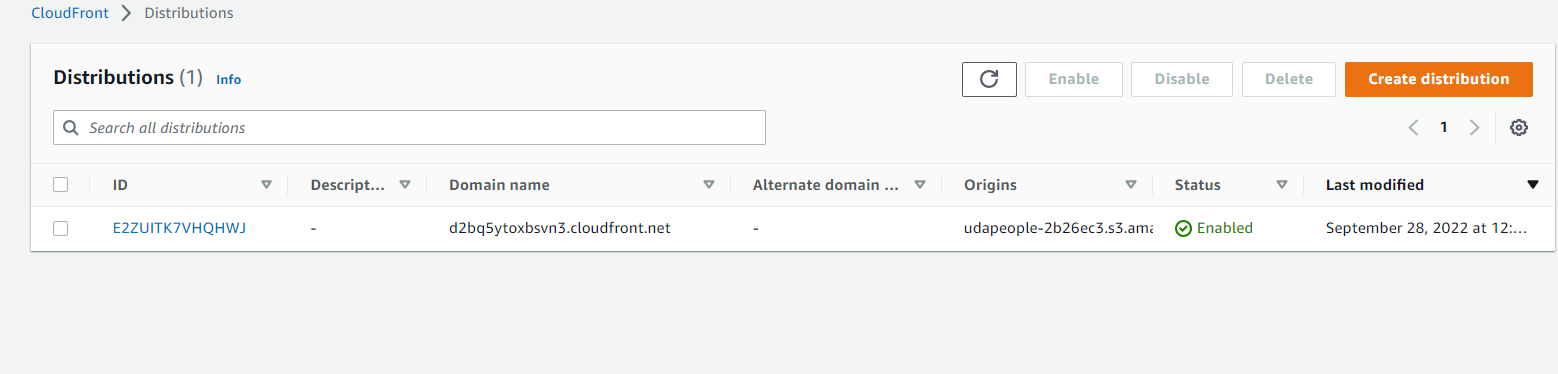 CloudFront > Distributions
Distributions (1) Info
Enable Disable Delete Create distribution
Search all distributions
1
ID Descript... Domain name Alternate domain ... Origins Status Last modified
E2ZUITK7VHQHWJ - d2bq5ytoxbsvn3.cloudfront.net - udapeople-2b26ec3.s3.ama Enabled September 28, 2022 at 12:...